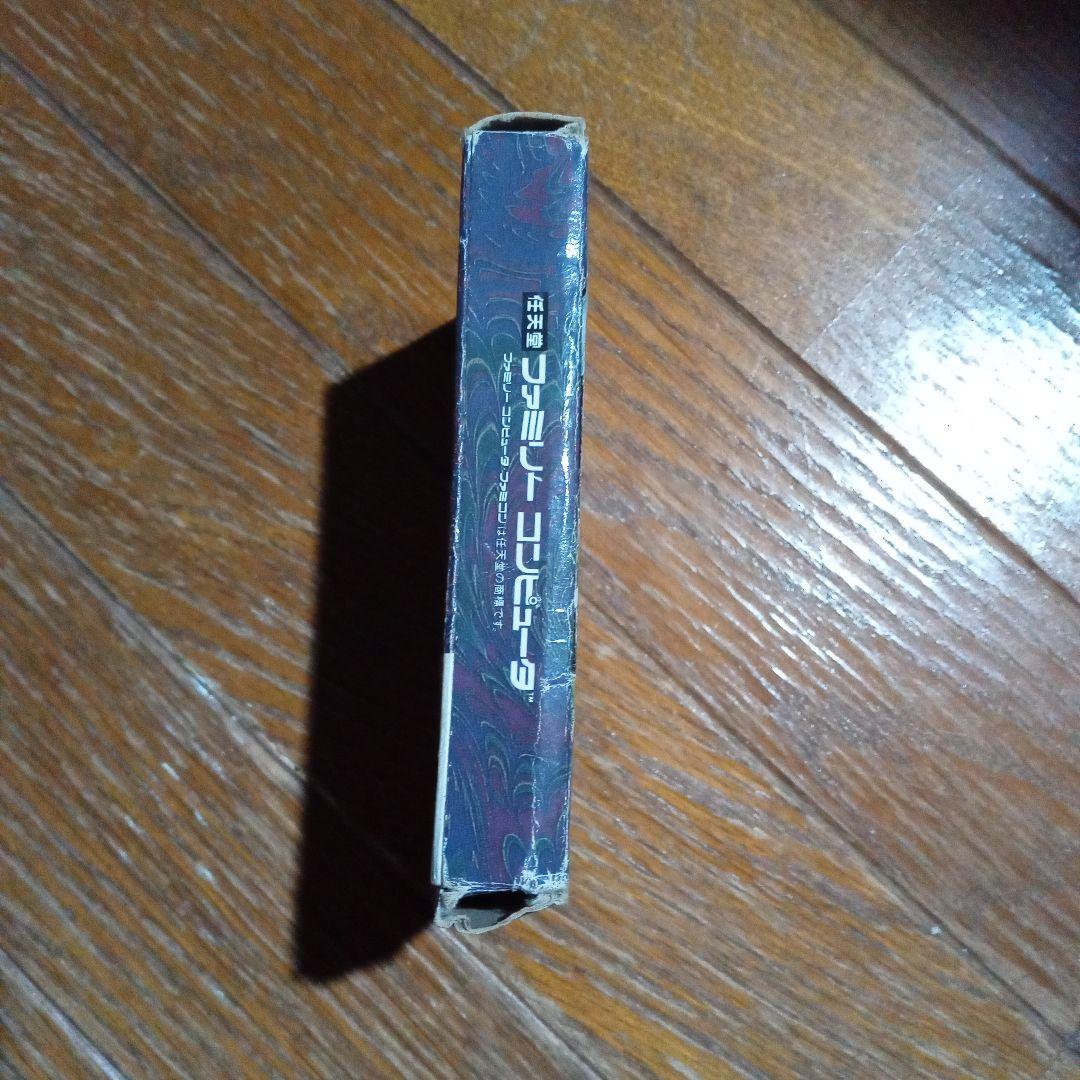 任天堂 ファミリー コンピュータ™
ファミリー コンピュータ・ファミコンは任天堂の商標です。